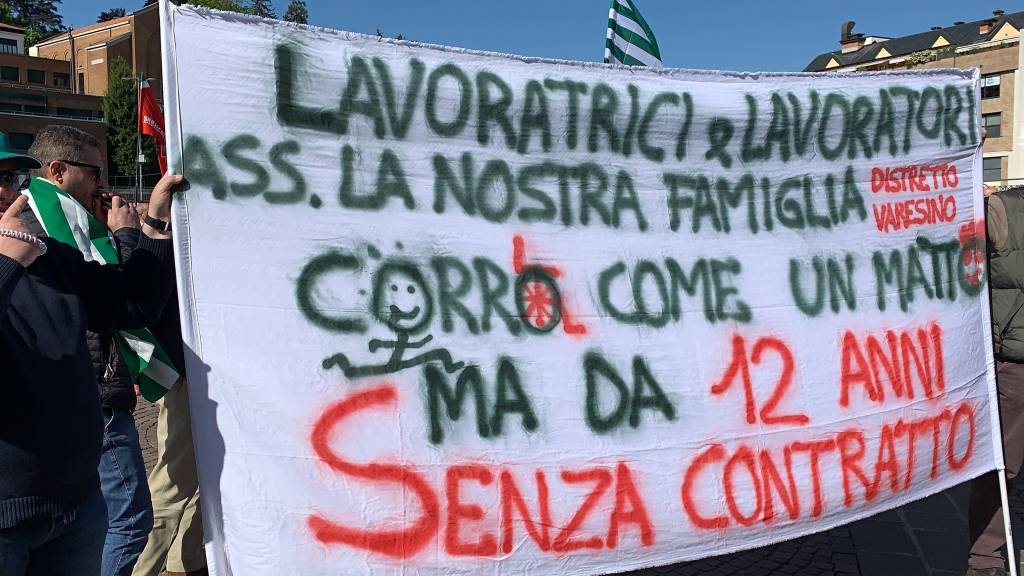 LAVORATRICI e LAVORATORI
ASS. LA NOSTRA FAMIGLIA DISTRETTO
VARESINO
CORRO COME UN MATTO
MA DA 12 ANNI
SENZA CONTRATTO